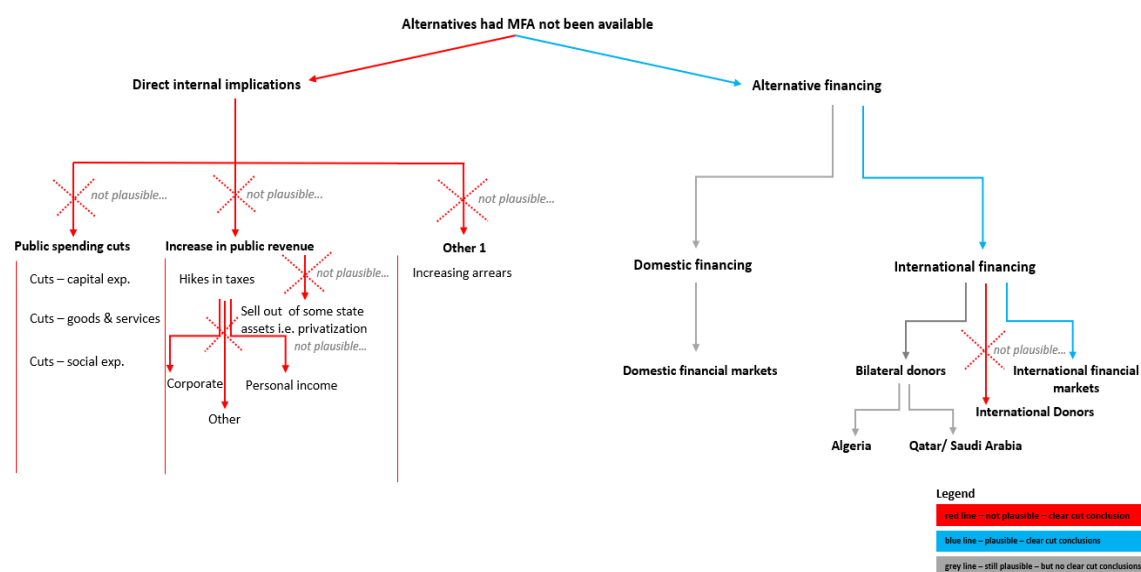 Alternatives had MFA not been available
Direct internal implications
Alternative financing
not plausible...
not plausible...
not plausible...
Public spending cuts
Increase in public revenue
Other 1
Cuts – capital exp.
Hikes in taxes
not plausible...
Increasing arrears
Cuts – goods & services
Sell out of some state
assets i.e. privatization
not plausible...
Cuts – social exp.
Corporate
Personal income
Other
Domestic financing
International financing
not plausible...
Domestic financial markets
Bilateral donors
International financial
markets
International Donors
Algeria
Qatar/ Saudi Arabia
Legend
red line – not plausible – clear cut conclusion
blue line – plausible – clear cut conclusions
grey line – still plausible – but no clear cut conclusions